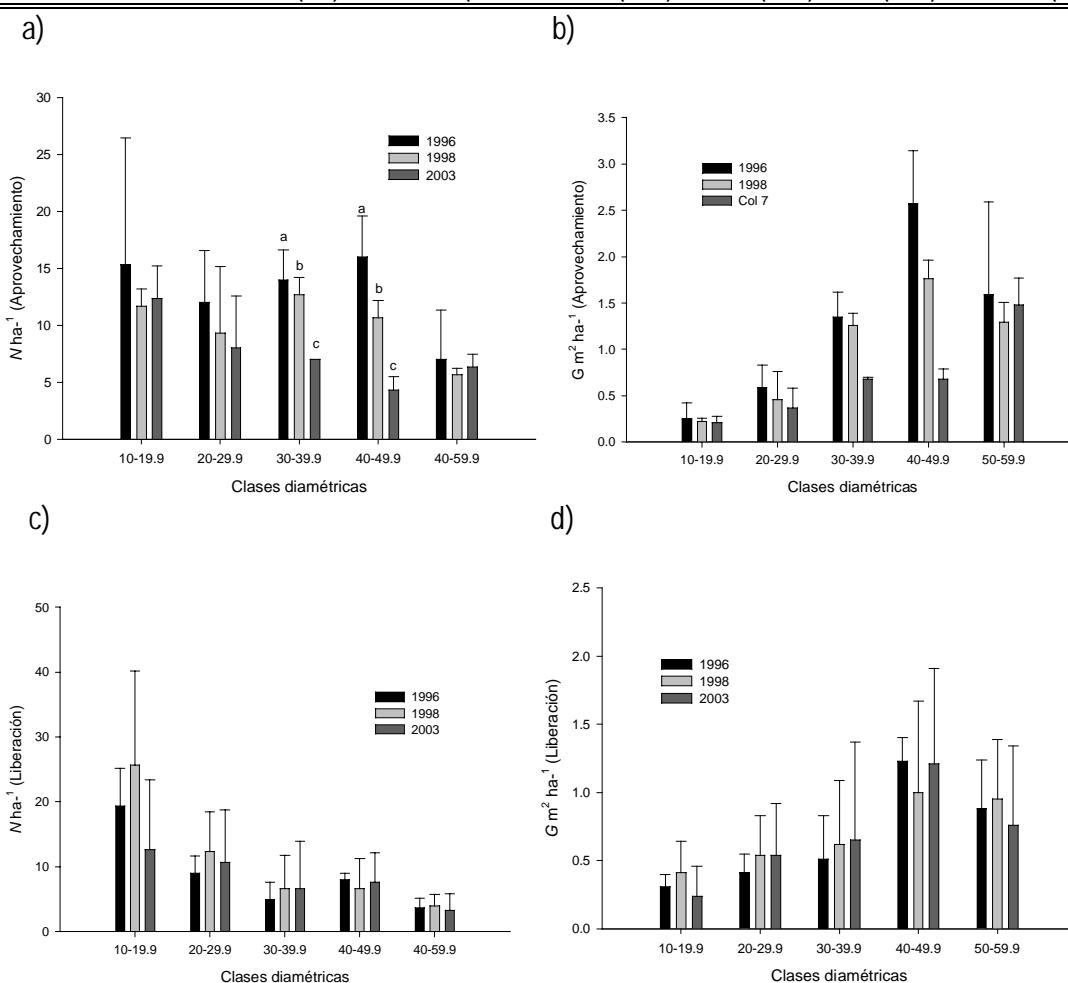 a)
30
25
20
15
10
5
0
N ha-¹ (Aprovechamiento)
1996
1998
2003
a
b
c
a
b
c
10-19.9 20-29.9 30-39.9 40-49.9 40-59.9
Clases diamétricas
b)
3.5
3.0
2.5
2.0
1.5
1.0
0.5
0.0
G m² ha-¹ (Aprovechamiento)
1996
1998
Col 7
10-19.9 20-29.9 30-39.9 40-49.9 50-59.9
Clases diamétricas
c)
50
40
30
20
10
0
N ha-¹ (Liberación)
1996
1998
2003
10-19.9 20-29.9 30-39.9 40-49.9 40-59.9
Clases diamétricas
d)
2.5
2.0
1.5
1.0
0.5
0.0
G m² ha-¹ (Liberación)
1996
1998
2003
10-19.9 20-29.9 30-39.9 40-49.9 50-59.9
Clases diamétricas